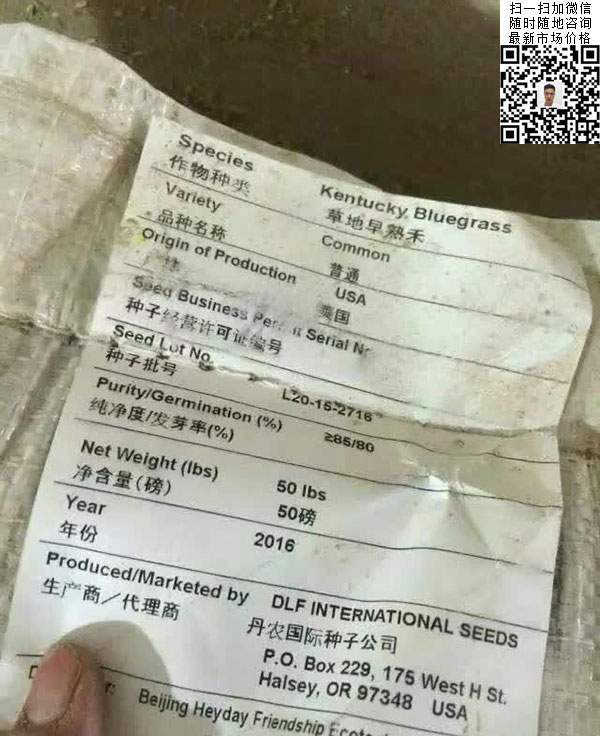 扫一扫加微信
随时随地咨询
最新市场价格
Species Kentucky Bluegrass
作物种类 草地早熟禾
Variety Common
品种名称 普通
Origin of Production USA
美国
Seed Business Permit Serial Nr
种子经营许可证编号
Seed Lot No. L20-15-2716
种子批号
Purity/Germination (%) ≥85/80
纯净度/发芽率(%)
Net Weight (lbs) 50 lbs
净含量(磅) 50磅
Year 2016
年份
Produced/Marketed by DLF INTERNATIONAL SEEDS
生产商/代理商 丹农国际种子公司
P.O. Box 229, 175 West H St.
Halsey, OR 97348 USA
Beijing Heyday Friendship